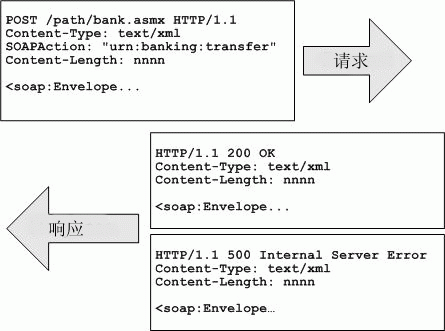 POST /path/bank.asmx HTTP/1.1
Content-Type: text/xml
SOAPAction: "urn:banking:transfer"
Content-Length: nnnn
<soap:Envelope...
请求
HTTP/1.1 200 OK
Content-Type: text/xml
Content-Length: nnnn
<soap:Envelope...
响应
HTTP/1.1 500 Internal Server Error
Content-Type: text/xml
Content-Length: nnnn
<soap:Envelope…